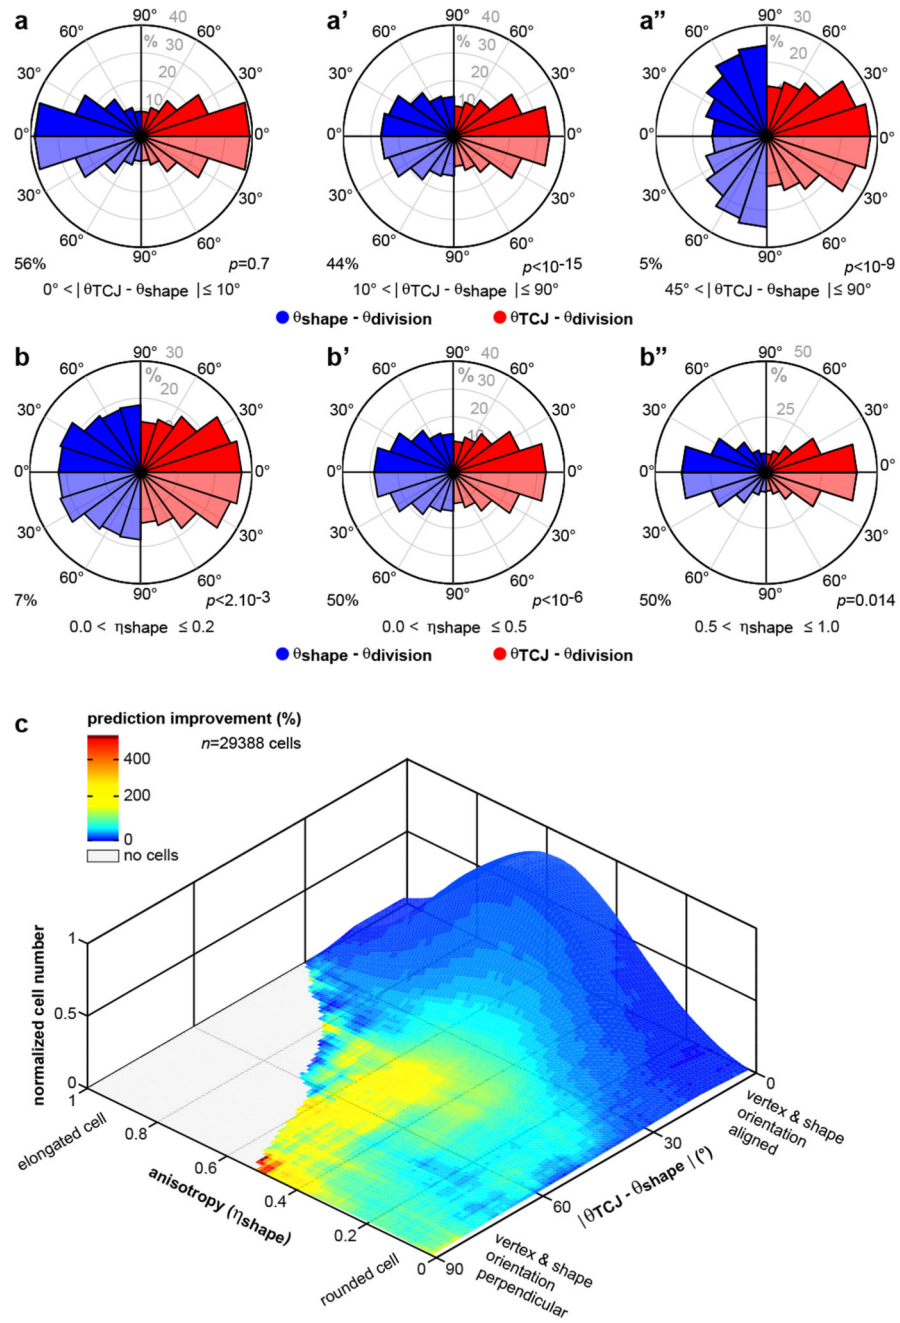 a
a'
a"
90° 40
90° 40
90° 30
60° % 30 60°
60° % 30 60°
60° % 60°
20
20
20
30° 10 30°
30° 10 30°
30° 10 30°
0° 0°
0° 0°
0° 0°
30° 30°
30° 30°
30° 30°
60° 60°
60° 60°
60° 60°
90°
90°
90°
56% p=0.7
44% p<10-15
5% p<10-9
0° <| θTCJ - θshape |≤ 10°
10° <| θTCJ - θshape |≤ 90°
45° <| θTCJ - θshape |≤ 90°
θshape - θdivision
θTCJ - θdivision
b
b'
b"
90° 30
90° 40
90° 50
60° % 60°
60° % 30 60°
60° % 60°
20
20
25
30° 30°
30° 10 30°
30° 30°
0° 0°
0° 0°
0° 0°
30° 30°
30° 30°
30° 30°
60° 60°
60° 60°
60° 60°
90°
90°
90°
7% p<2.10-3
50% p<10-6
50% p=0.014
0.0 < ηshape ≤ 0.2
0.0 < ηshape ≤ 0.5
0.5 < ηshape ≤ 1.0
θshape - θdivision
θTCJ - θdivision
c
prediction improvement (%)
n=29388 cells
400
200
0
no cells
normalized cell number
1
0.5
0
1
0.8
0.6
0.4
0.2
0
elongated cell
anisotropy (ηshape)
rounded cell
0
30
60
90
|θTCJ - θshape | (°)
vertex & shape
orientation
aligned
vertex & shape
orientation
perpendicular